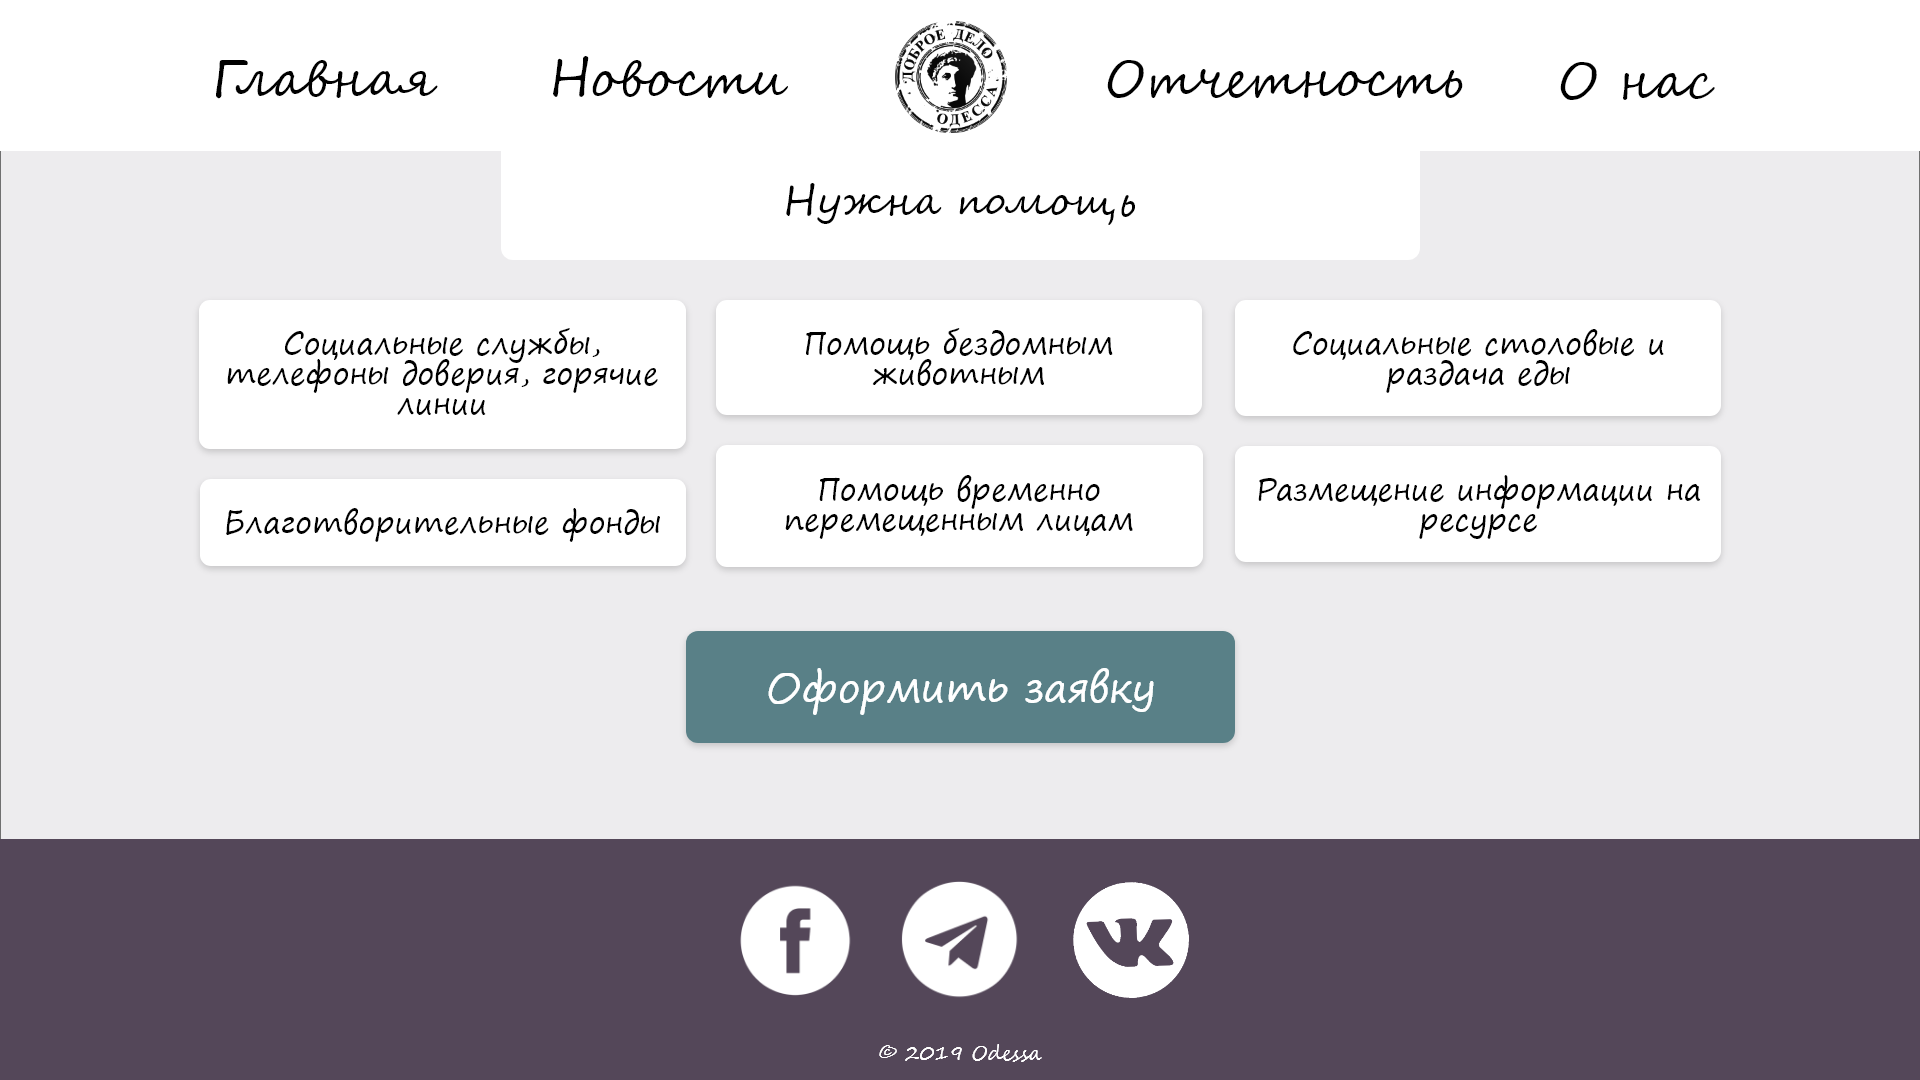 Главная
Новости
ДОБРОЕ ДЕЛО
ОДЕССА
Отчетность
О нас
Нужна помощь
Социальные службы,
телефоны доверия, горячие
линии
Помощь бездомным
животным
Социальные столовые и
раздача еды
Благотворительные фонды
Помощь временно
перемещенным лицам
Размещение информации на
ресурсе
Оформить заявку
© 2019 Odessa